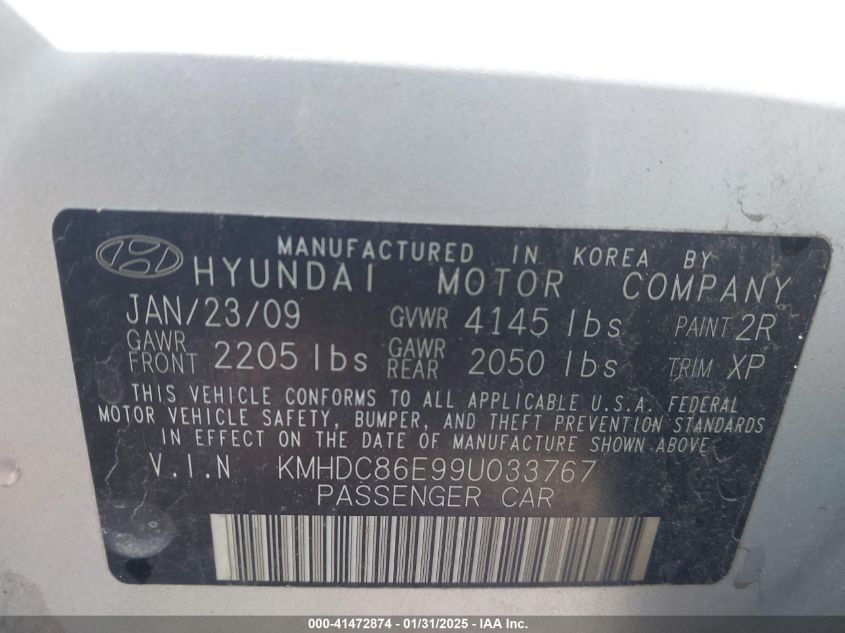 MANUFACTURED IN KOREA BY
HYUNDAI MOTOR COMPANY
JAN/23/09 GVWR 4145 lbs PAINT 2R
GAWR FRONT 2205 lbs GAWR REAR 2050 lbs TRIM XP
THIS VEHICLE CONFORMS TO ALL APPLICABLE U.S.A. FEDERAL
MOTOR VEHICLE SAFETY, BUMPER, AND THEFT PREVENTION STANDARDS
IN EFFECT ON THE DATE OF MANUFACTURE SHOWN ABOVE
V.I.N KMHDC86E99U033767
PASSENGER CAR
000-41472874 - 01/31/2025 - © IAA, Inc.